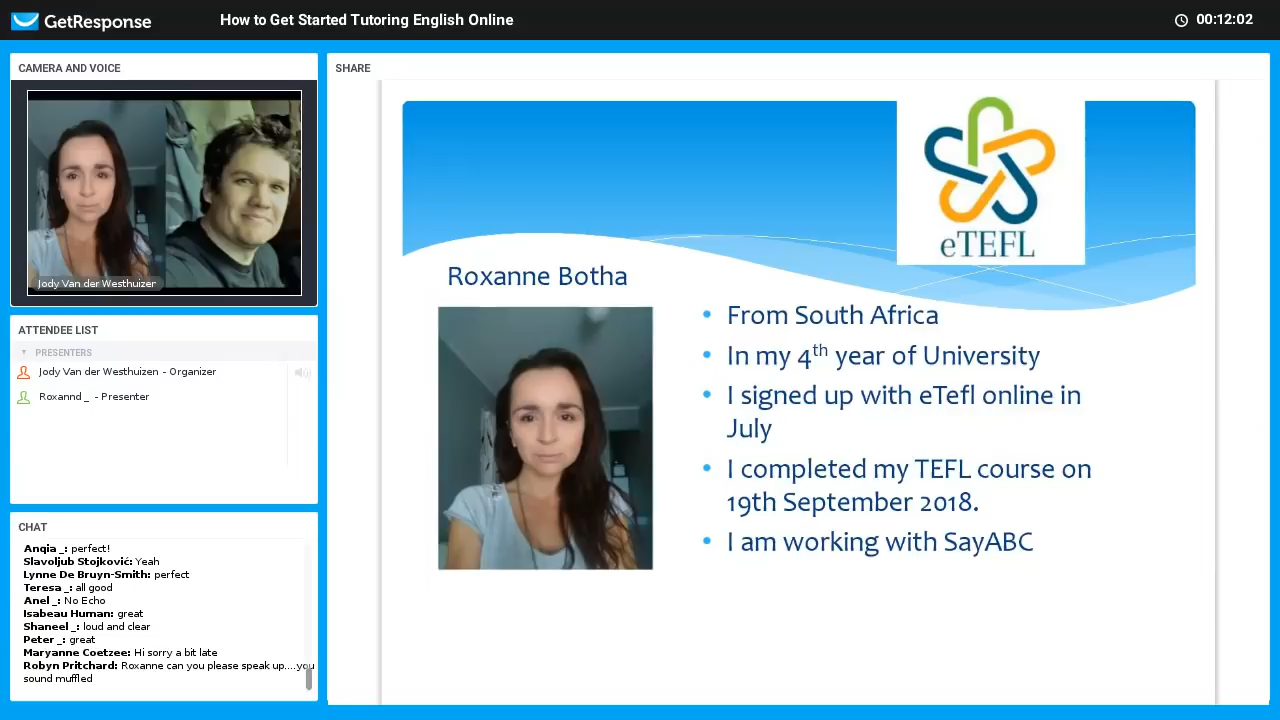 GetResponse
How to Get Started Tutoring English Online
00:12:02
CAMERA AND VOICE
Jody Van der Westhuizer
ATTENDEE LIST
PRESENTERS
Jody Van der Westhuizen - Organizer
Roxannd _ - Presenter
CHAT
Anqia _: perfect!
Slavoljub Stojković: Yeah
Lynne De Bruyn-Smith: perfect
Teresa _: all good
Anel _: No Echo
Isabeau Human: great
Shaneel _: loud and clear
Peter _: great
Maryanne Coetzee: Hi sorry a bit late
Robyn Pritchard: Roxanne can you please speak up....you
sound muffled
SHARE
eTEFL
Roxanne Botha
• From South Africa
• In my 4th year of University
• I signed up with eTefl online in
July
• I completed my TEFL course on
19th September 2018.
• I am working with SayABC